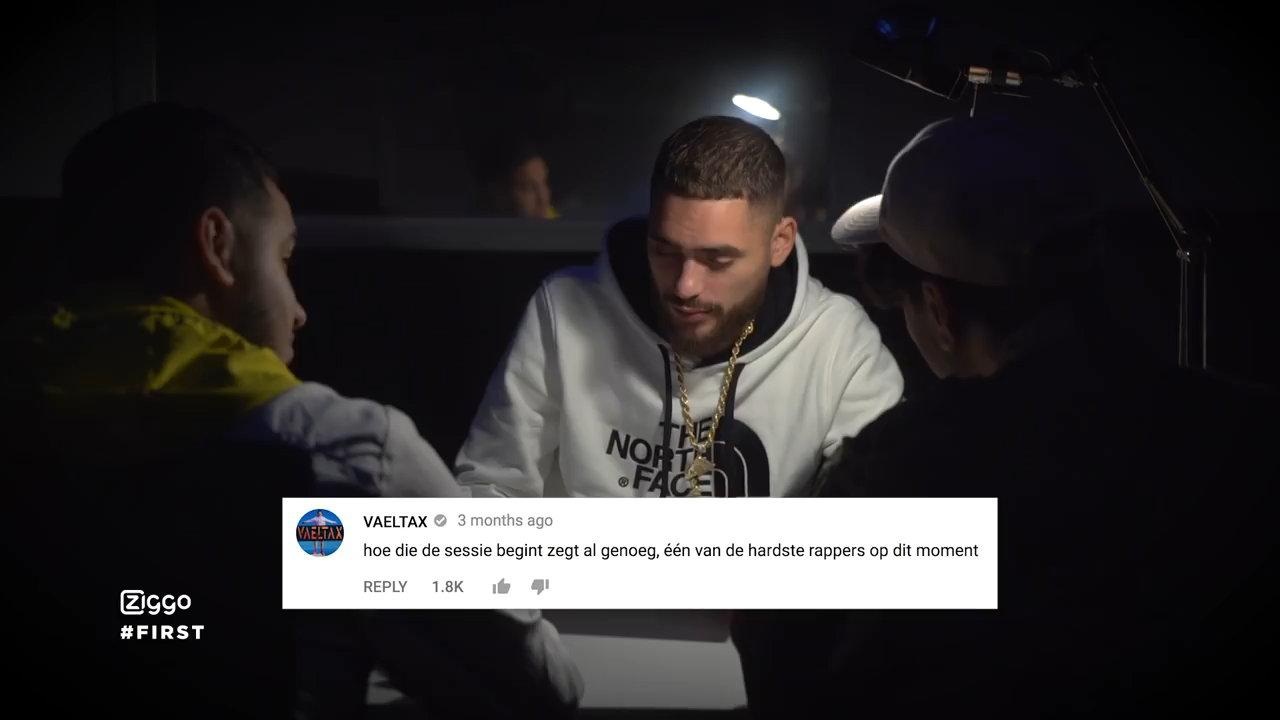 THE
NORTH
® FACE
VAELTAX
VAELTAX 3 months ago
hoe die de sessie begint zegt al genoeg, één van de hardste rappers op dit moment
REPLY 1.8K
Ziggo
#FIRST